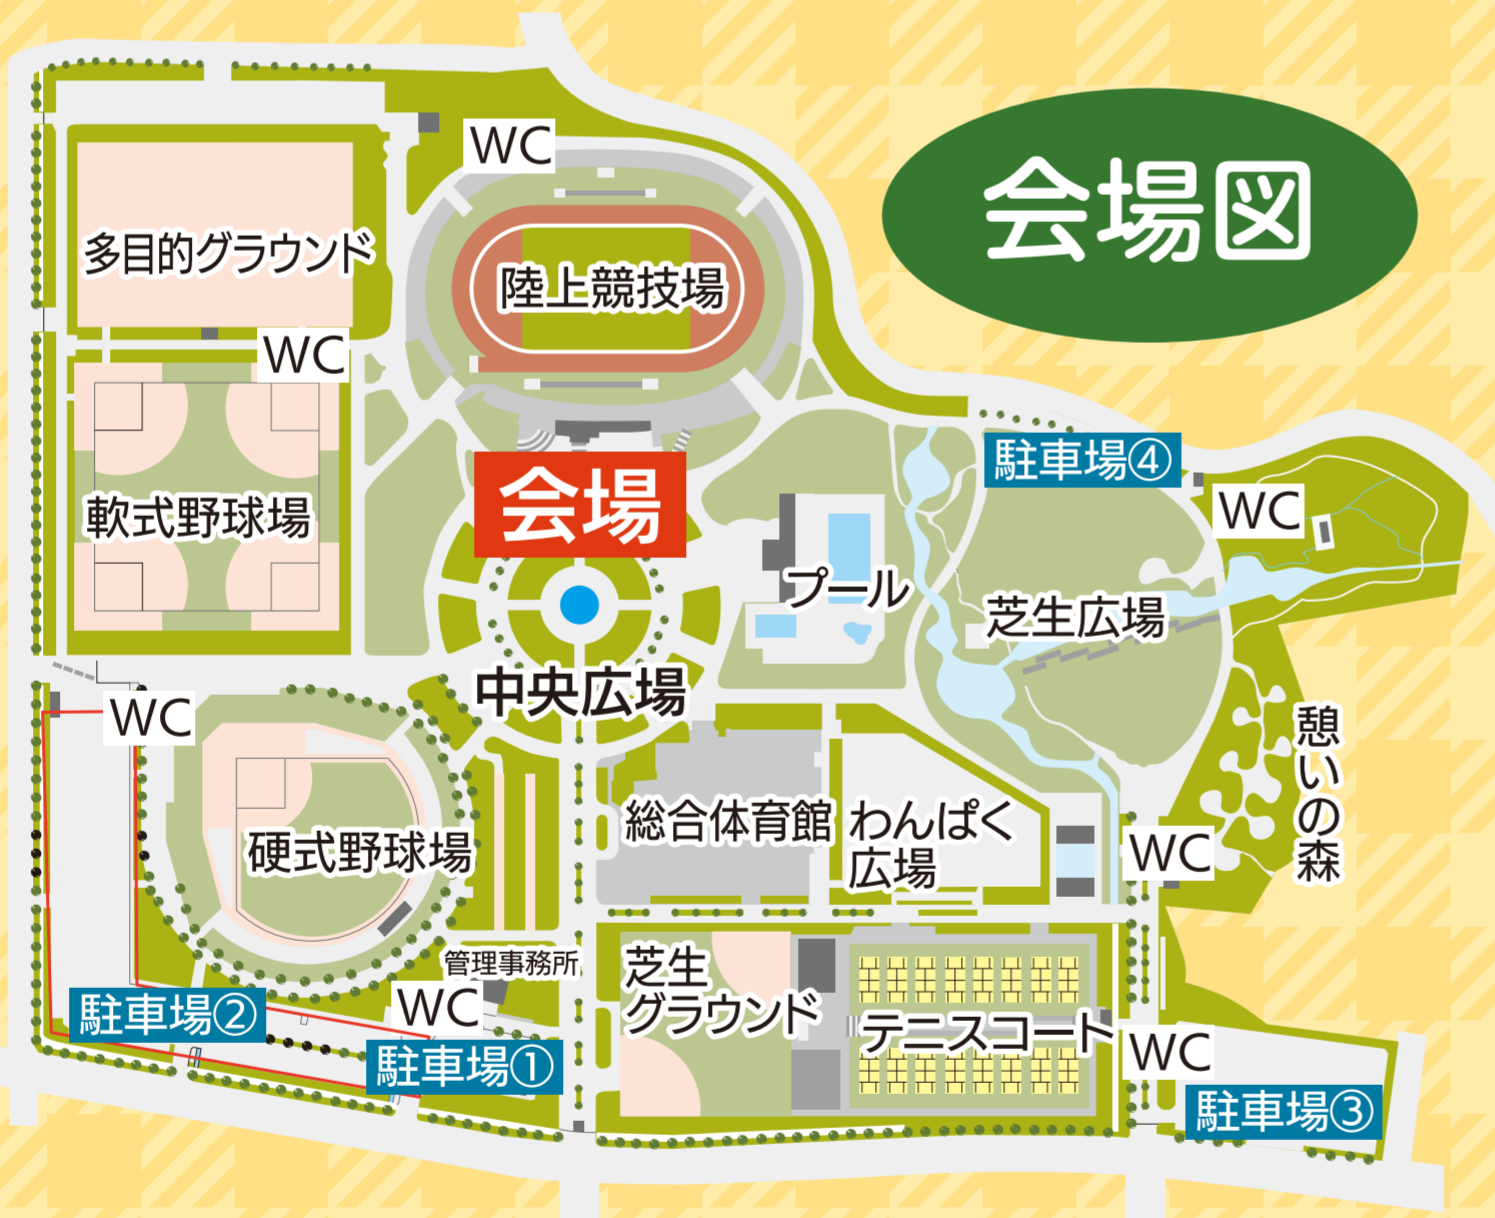 会場図
WC
多目的グラウンド
陸上競技場
WC
駐車場④
会場
WC
軟式野球場
プール
芝生広場
中央広場
WC
憩いの森
総合体育館
わんぱく
広場
硬式野球場
WC
管理事務所
芝生
グラウンド
WC
駐車場②
テニスコート
WC
駐車場①
駐車場③